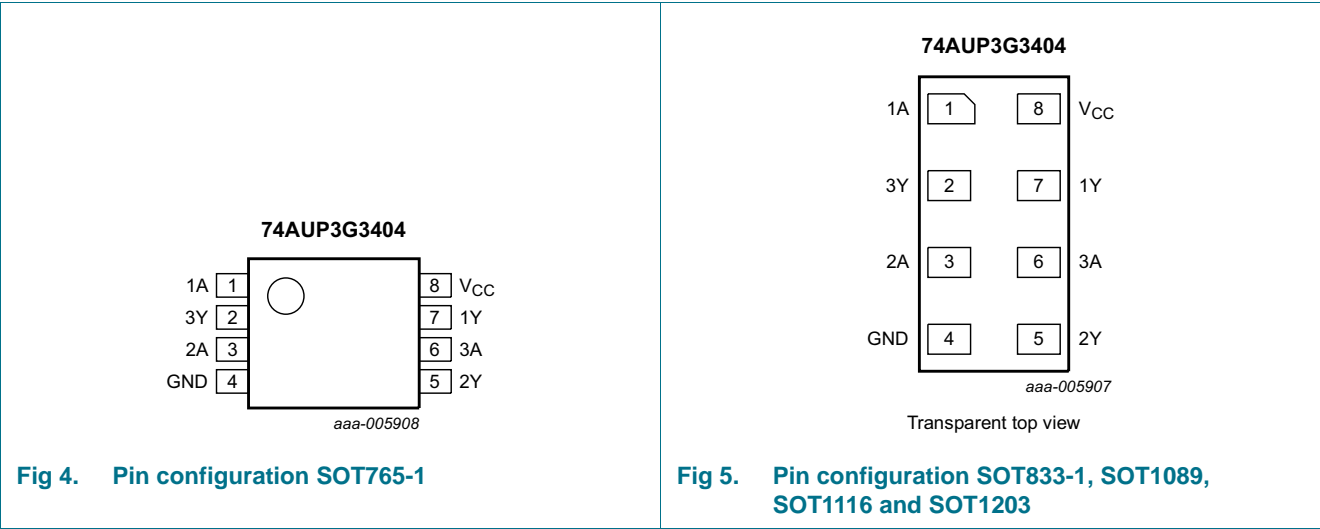 74AUP3G3404
1A 1 8 VCC
3Y 2 7 1Y
2A 3 6 3A
GND 4 5 2Y
aaa-005908
Fig 4. Pin configuration SOT765-1
74AUP3G3404
1A 1 8 VCC
3Y 2 7 1Y
2A 3 6 3A
GND 4 5 2Y
aaa-005907
Transparent top view
Fig 5. Pin configuration SOT833-1, SOT1089,
SOT1116 and SOT1203